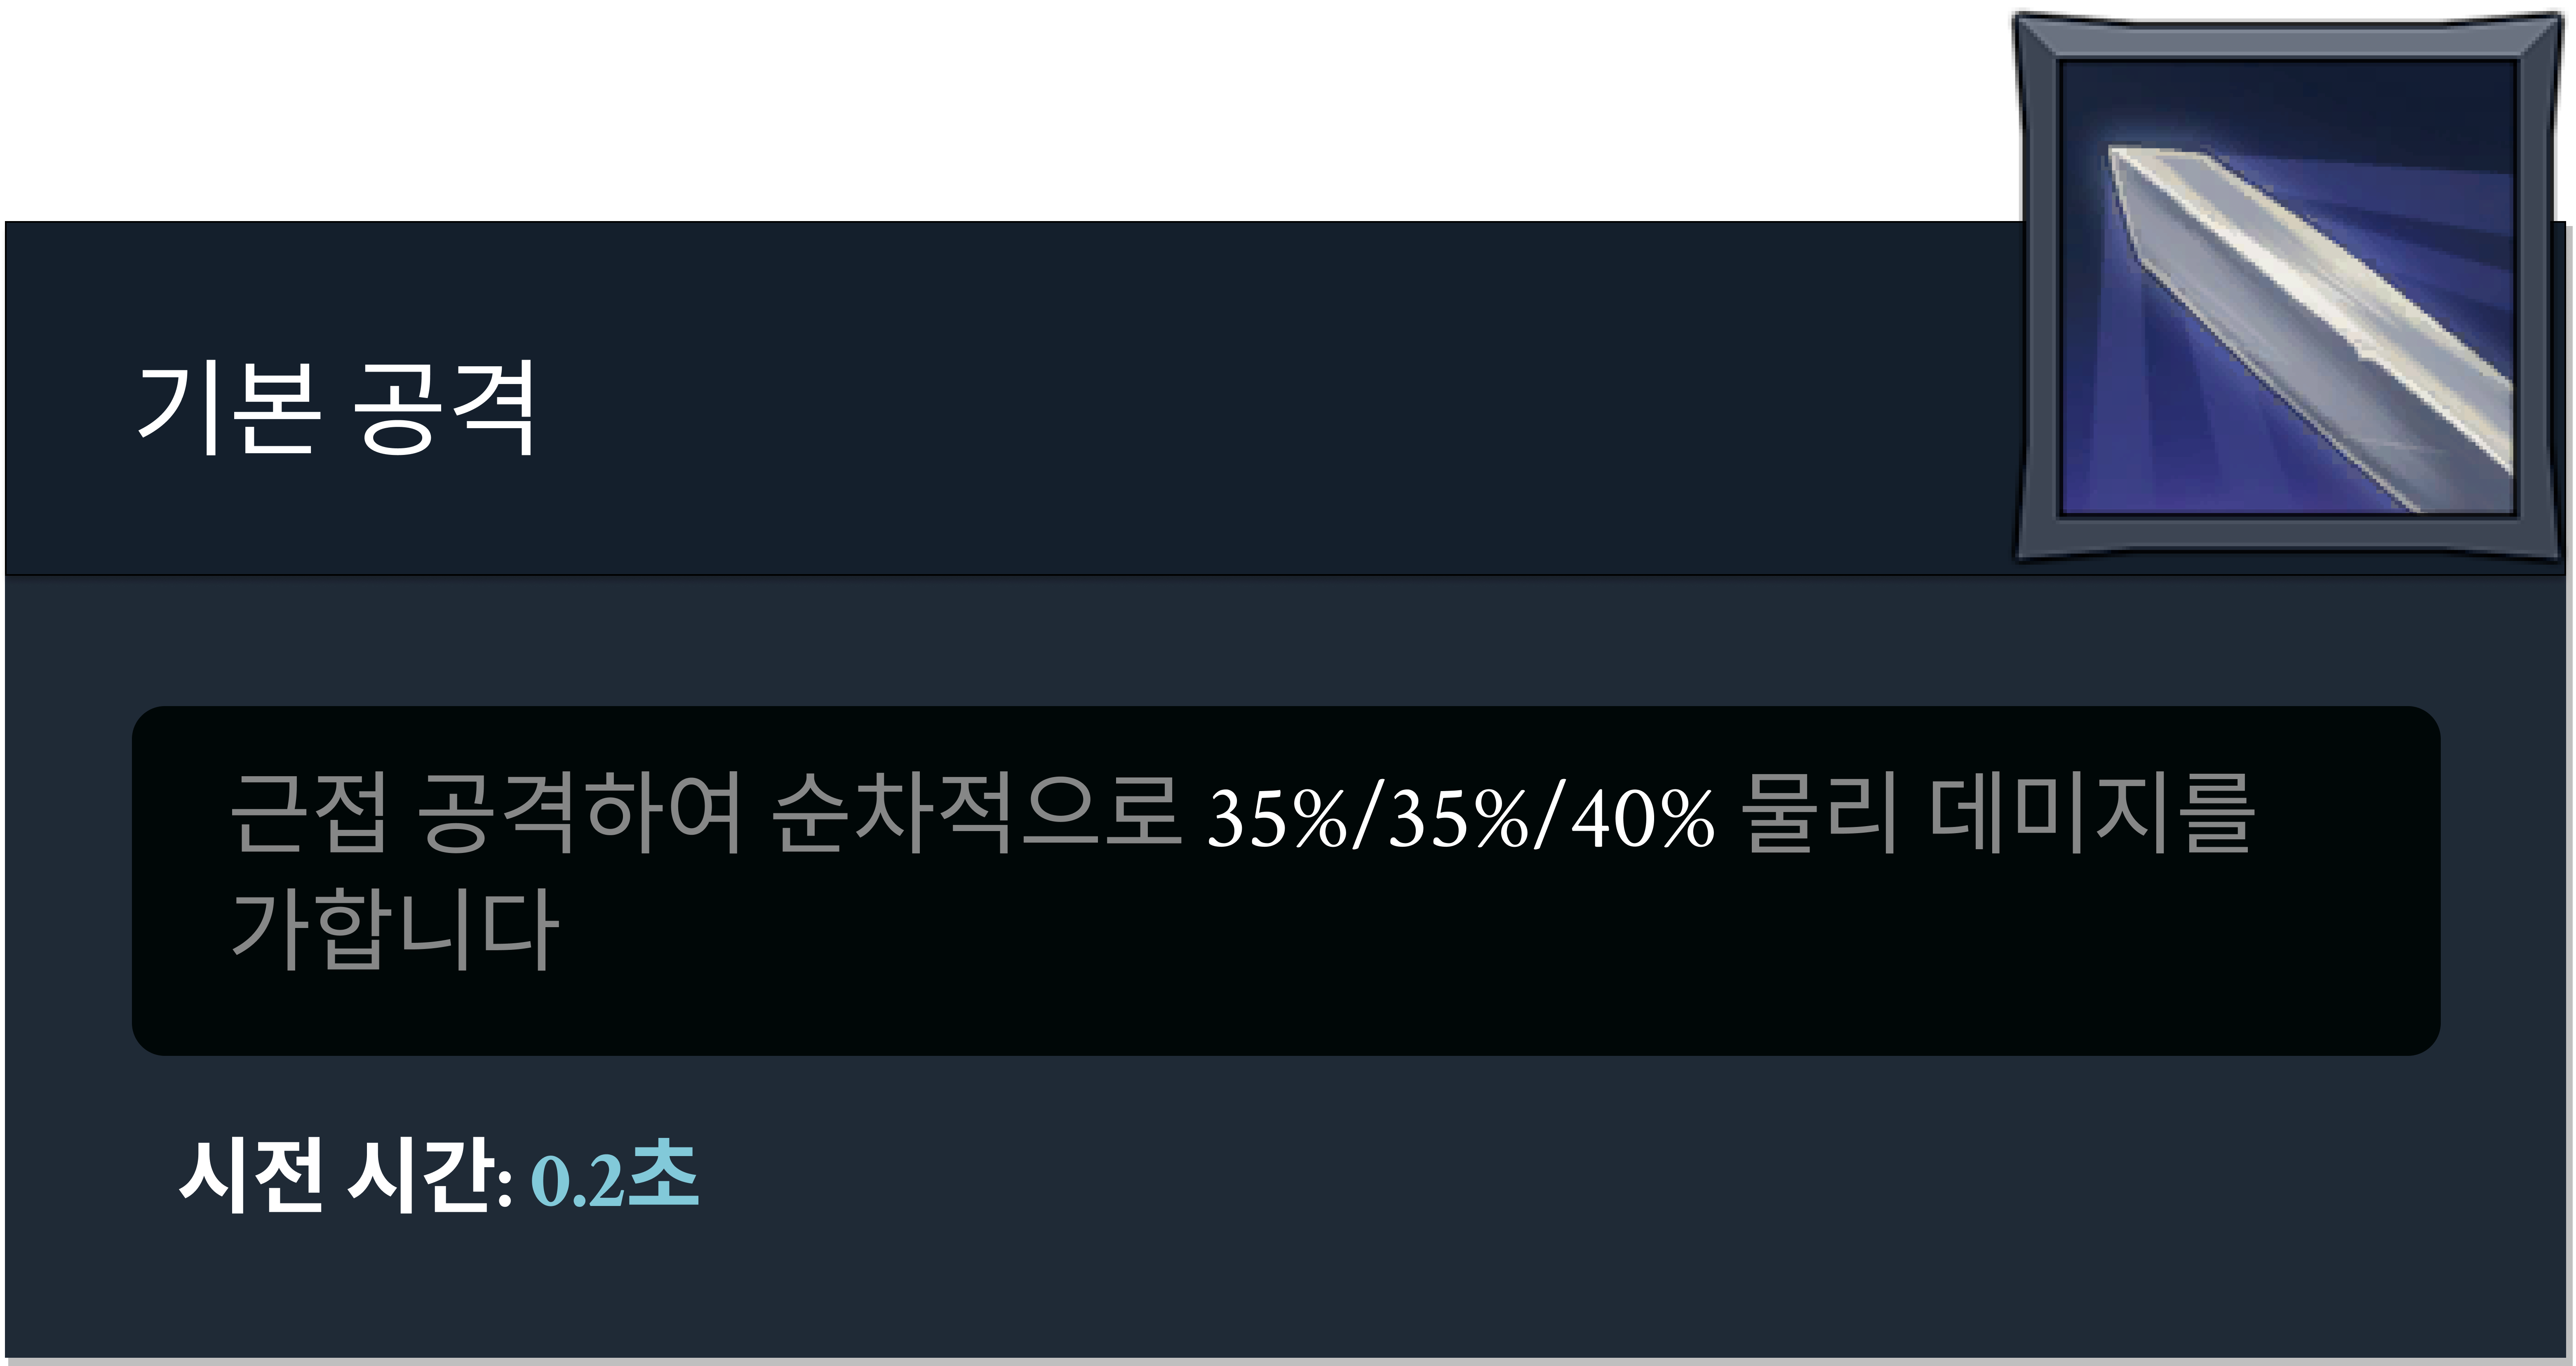 기본 공격
근접 공격하여 순차적으로 35%/35%/40% 물리 데미지를
가합니다
시전 시간: 0.2초